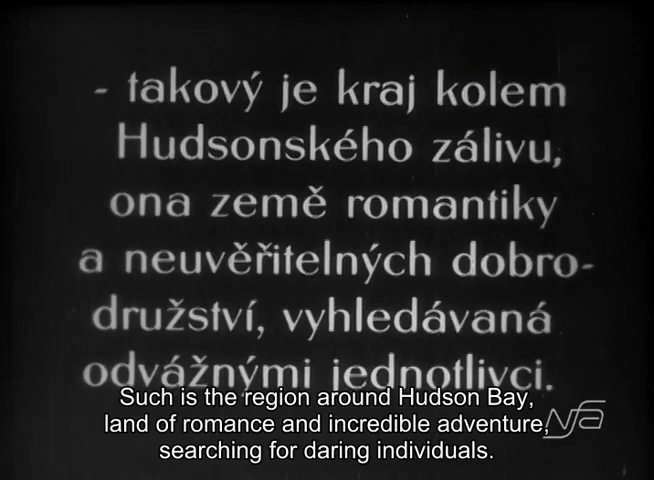 - takový je kraj kolem
Hudsonského zálivu,
ona země romantiky
a neuvěřitelných dobro-
družství, vyhledávaná
odvážnými jednotlivci.
Such is the region around Hudson Bay,
land of romance and incredible adventure,
searching for daring individuals.
nfa